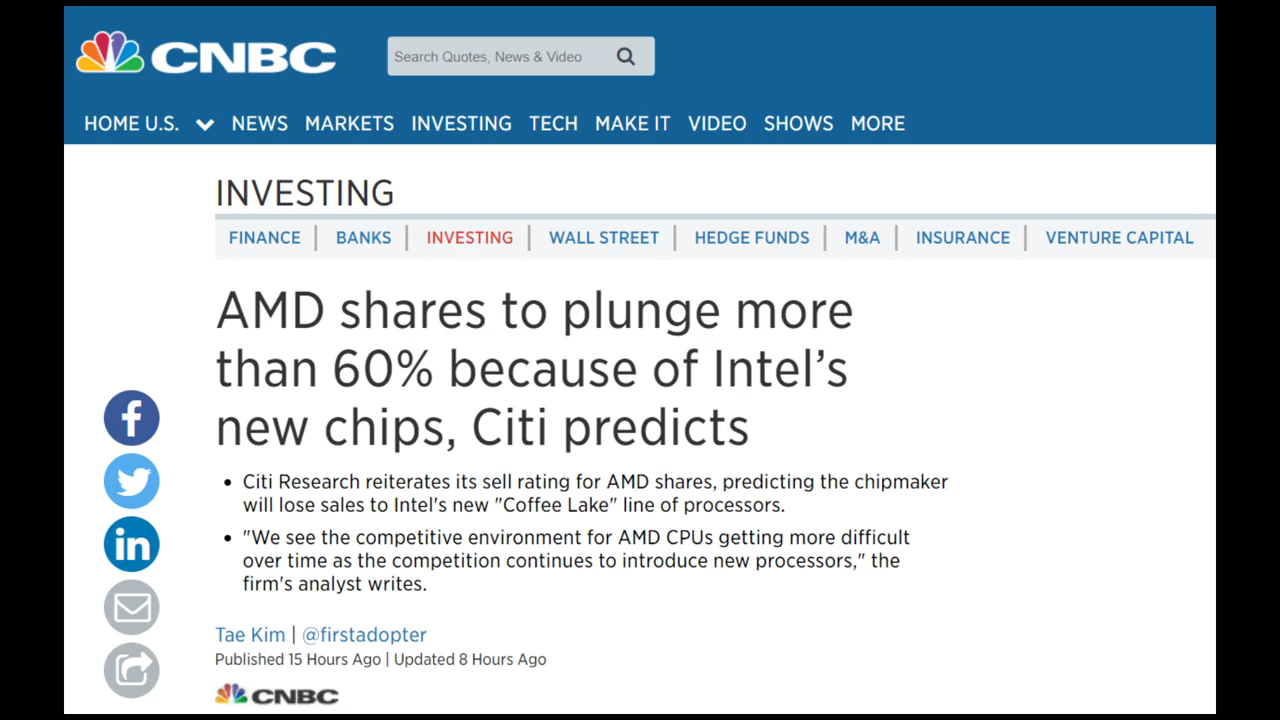 CNBC
Search Quotes, News & Video
HOME U.S. NEWS MARKETS INVESTING TECH MAKE IT VIDEO SHOWS MORE
INVESTING
FINANCE | BANKS | INVESTING | WALL STREET | HEDGE FUNDS | M&A | INSURANCE | VENTURE CAPITAL
AMD shares to plunge more
than 60% because of Intel’s
new chips, Citi predicts
• Citi Research reiterates its sell rating for AMD shares, predicting the chipmaker
will lose sales to Intel's new "Coffee Lake" line of processors.
• "We see the competitive environment for AMD CPUs getting more difficult
over time as the competition continues to introduce new processors," the
firm's analyst writes.
Tae Kim | @firstadopter
Published 15 Hours Ago | Updated 8 Hours Ago
CNBC